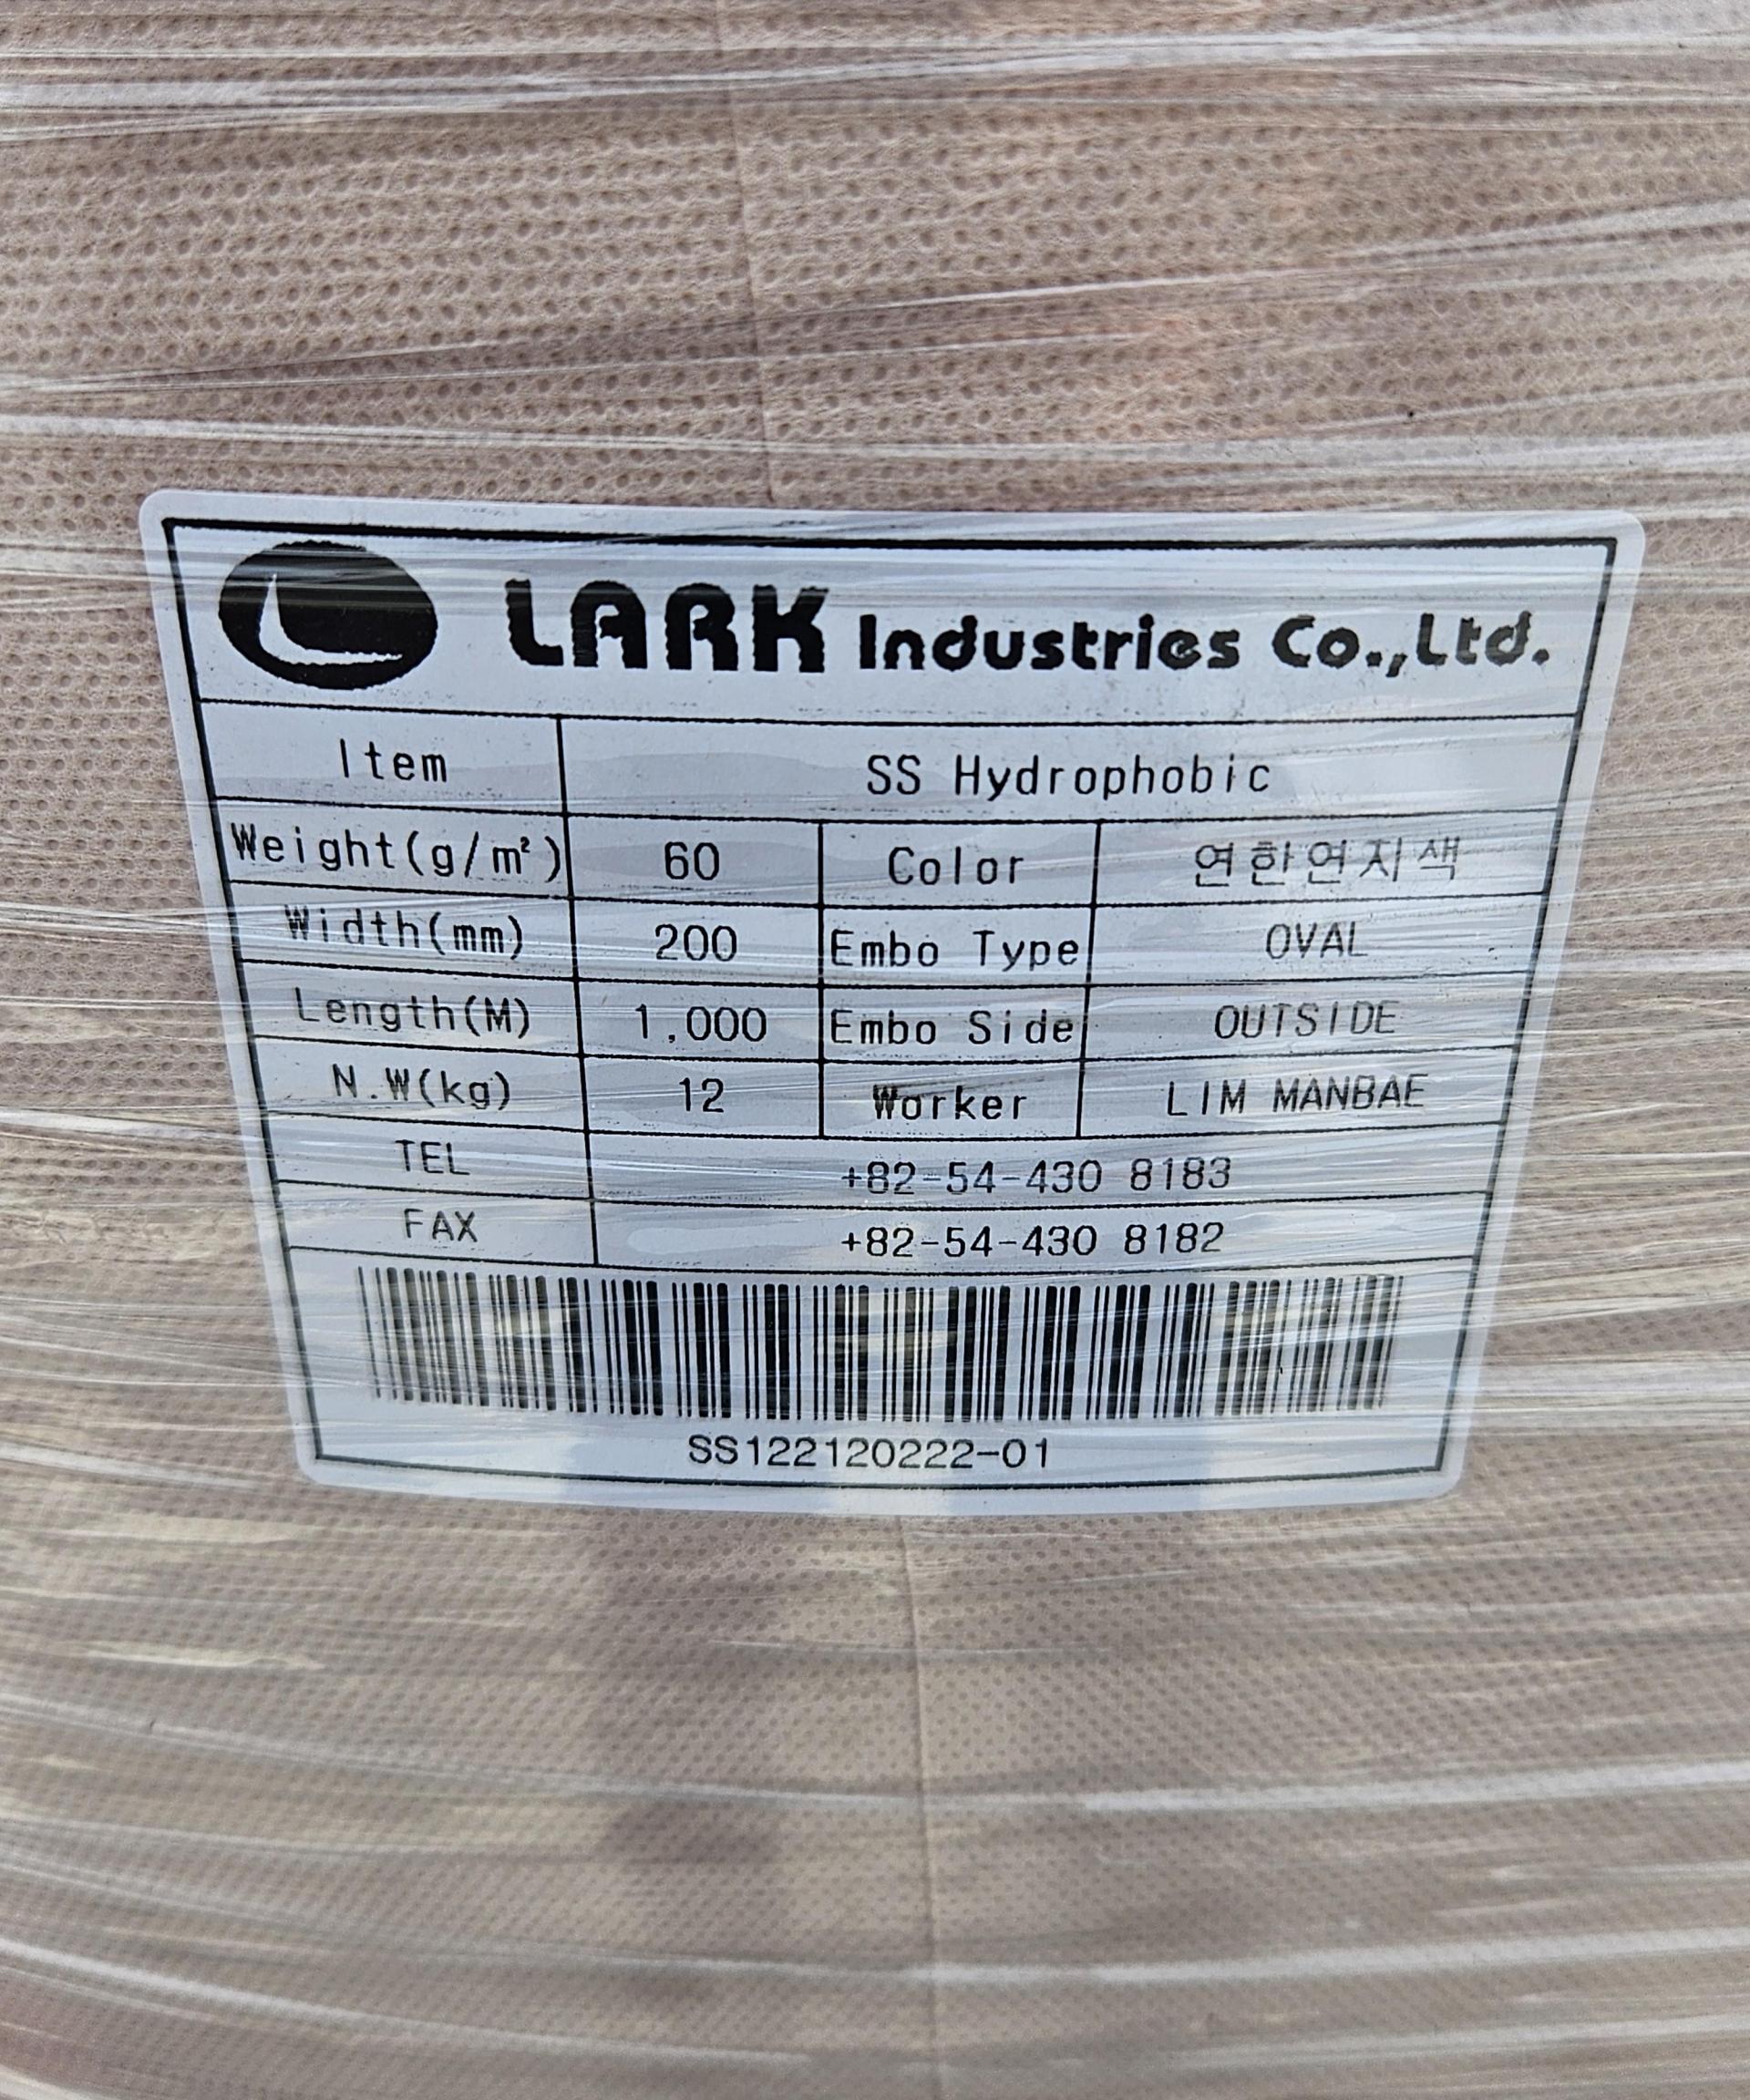 LARK Industries Co.,Ltd.
Item SS Hydrophobic
Weight(g/m²) 60 Color 연한연지색
Width(mm) 200 Embo Type OVAL
Length(M) 1,000 Embo Side OUTSIDE
N.W(kg) 12 Worker LIM MANBAE
TEL +82-54-430 8183
FAX +82-54-430 8182
SS122120222-01